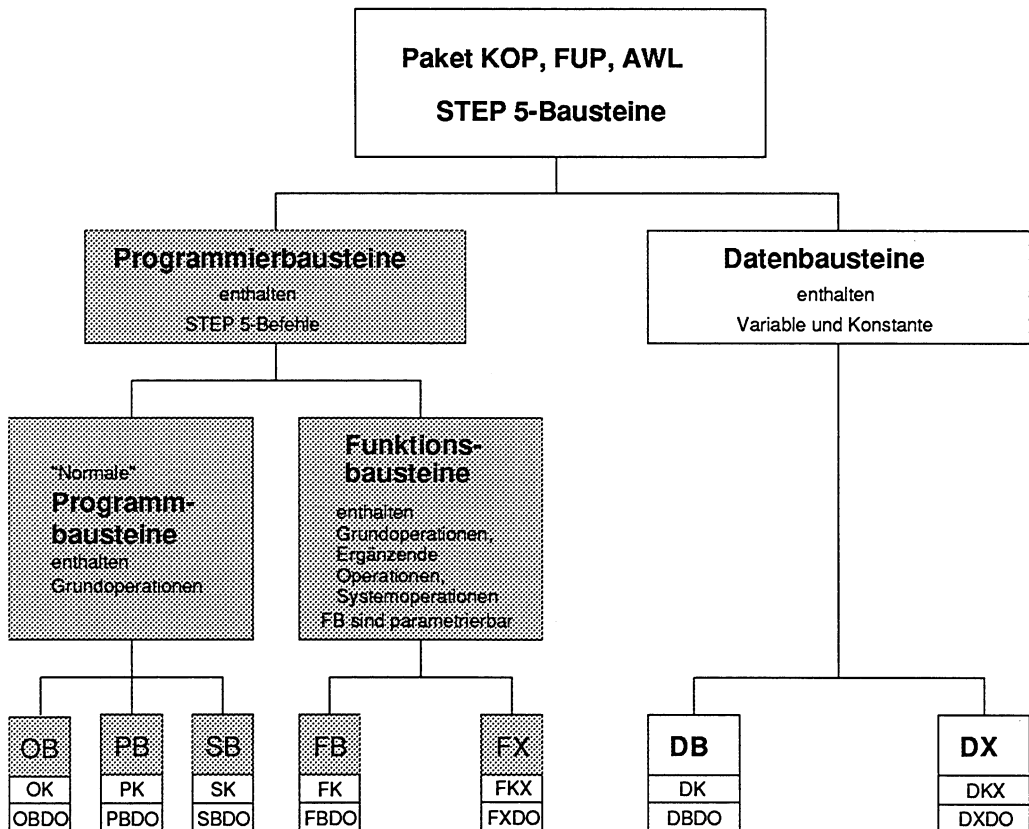 Paket KOP, FUP, AWL
STEP 5-Bausteine
Programmierbausteine
enthalten
STEP 5-Befehle
Datenbausteine
enthalten
Variable und Konstante
"Normale"
Programm-
bausteine
enthalten
Grundoperationen
Funktions-
bausteine
enthalten
Grundoperationen,
Ergänzende
Operationen,
Systemoperationen
FB sind parametrierbar
OB
OK
OBDO
PB
PK
PBDO
SB
SK
SBDO
FB
FK
FBDO
FX
FKX
FXDO
DB
DK
DBDO
DX
DKX
DXDO